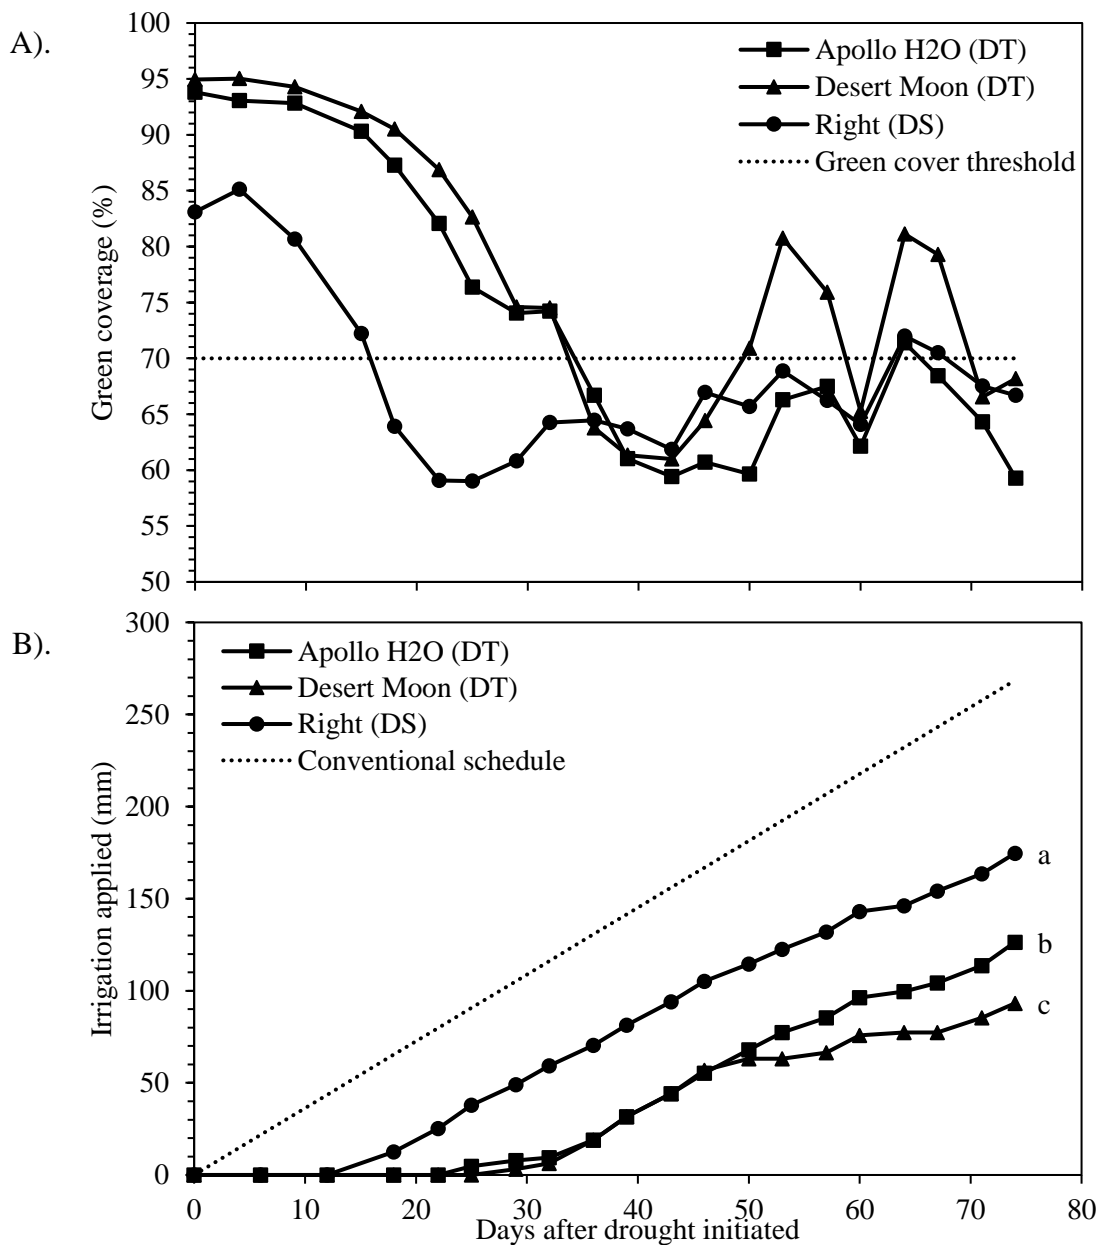 A).
100
95
90
85
80
75
70
65
60
55
50
Green coverage (%)
Apollo H2O (DT)
Desert Moon (DT)
Right (DS)
Green cover threshold
B).
300
250
200
150
100
50
0
Irrigation applied (mm)
Apollo H2O (DT)
Desert Moon (DT)
Right (DS)
Conventional schedule
a
b
c
0 10 20 30 40 50 60 70 80
Days after drought initiated